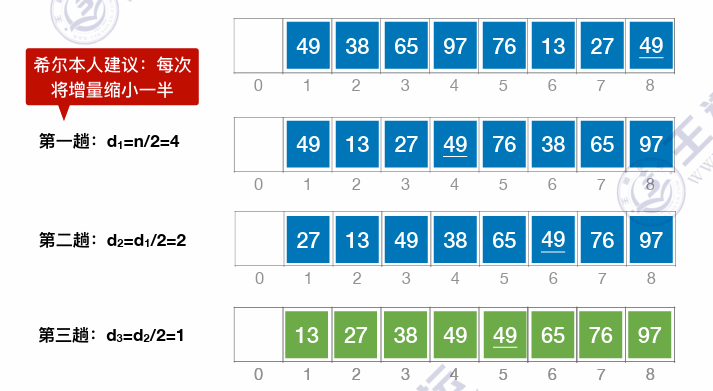 49 38 65 97 76 13 27 49
0 1 2 3 4 5 6 7 8
希尔本人建议：每次
将增量缩小一半
第一趟：d₁=n/2=4
49 13 27 49 76 38 65 97
0 1 2 3 4 5 6 7 8
第二趟：d₂=d₁/2=2
27 13 49 38 65 49 76 97
0 1 2 3 4 5 6 7 8
第三趟：d₃=d₂/2=1
13 27 38 49 49 65 76 97
0 1 2 3 4 5 6 7 8